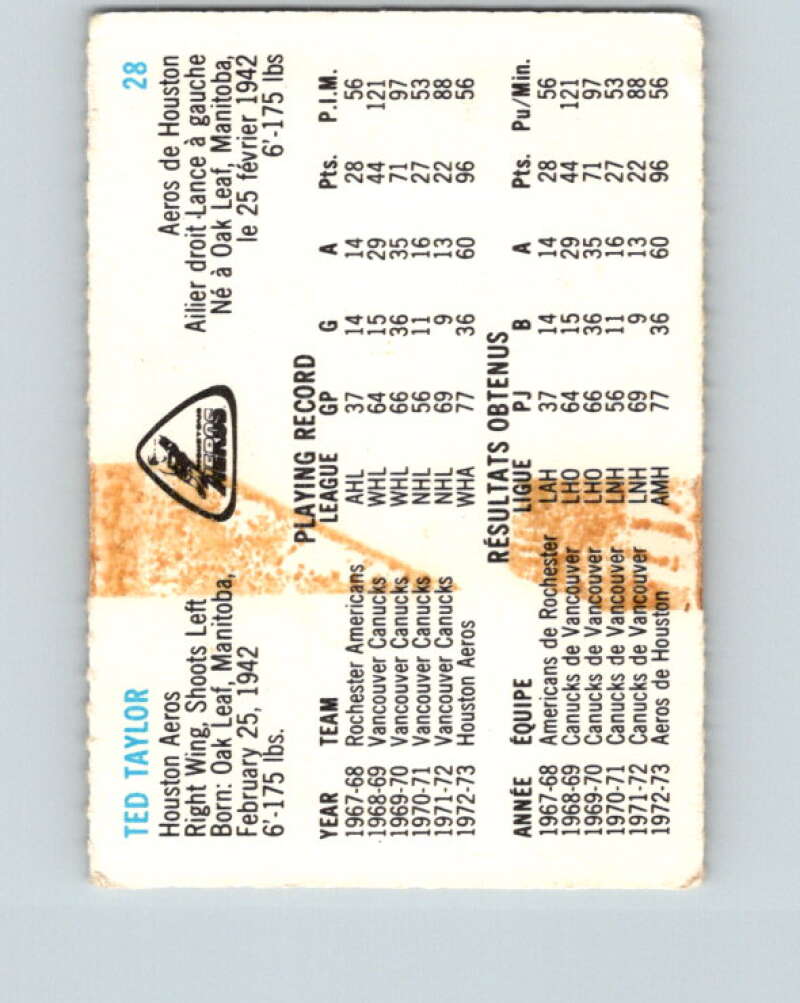 TED TAYLOR
28
Houston Aeros
Right Wing, Shoots Left
Born: Oak Leaf, Manitoba,
February 25, 1942
6'-175 lbs.
AEROS
Aeros de Houston
Ailier droit-Lance à gauche
Né à Oak Leaf, Manitoba,
le 25 février 1942
6'-175 lbs
PLAYING RECORD
YEAR TEAM LEAGUE GP G A Pts. P.I.M.
1967-68 Rochester Americans AHL 37 14 14 28 56
1968-69 Vancouver Canucks WHL 64 15 29 44 121
1969-70 Vancouver Canucks WHL 66 36 35 71 97
1970-71 Vancouver Canucks NHL 56 11 16 27 53
1971-72 Vancouver Canucks NHL 69 9 13 22 88
1972-73 Houston Aeros WHA 77 36 60 96 56
RÉSULTATS OBTENUS
ANNÉE ÉQUIPE LIGUE PJ B A Pts. Pu/Min.
1967-68 Americans de Rochester LAH 37 14 14 28 56
1968-69 Canucks de Vancouver LHO 64 15 29 44 121
1969-70 Canucks de Vancouver LHO 66 36 35 71 97
1970-71 Canucks de Vancouver LNH 56 11 16 27 53
1971-72 Canucks de Vancouver LNH 69 9 13 22 88
1972-73 Aeros de Houston AMH 77 36 60 96 56